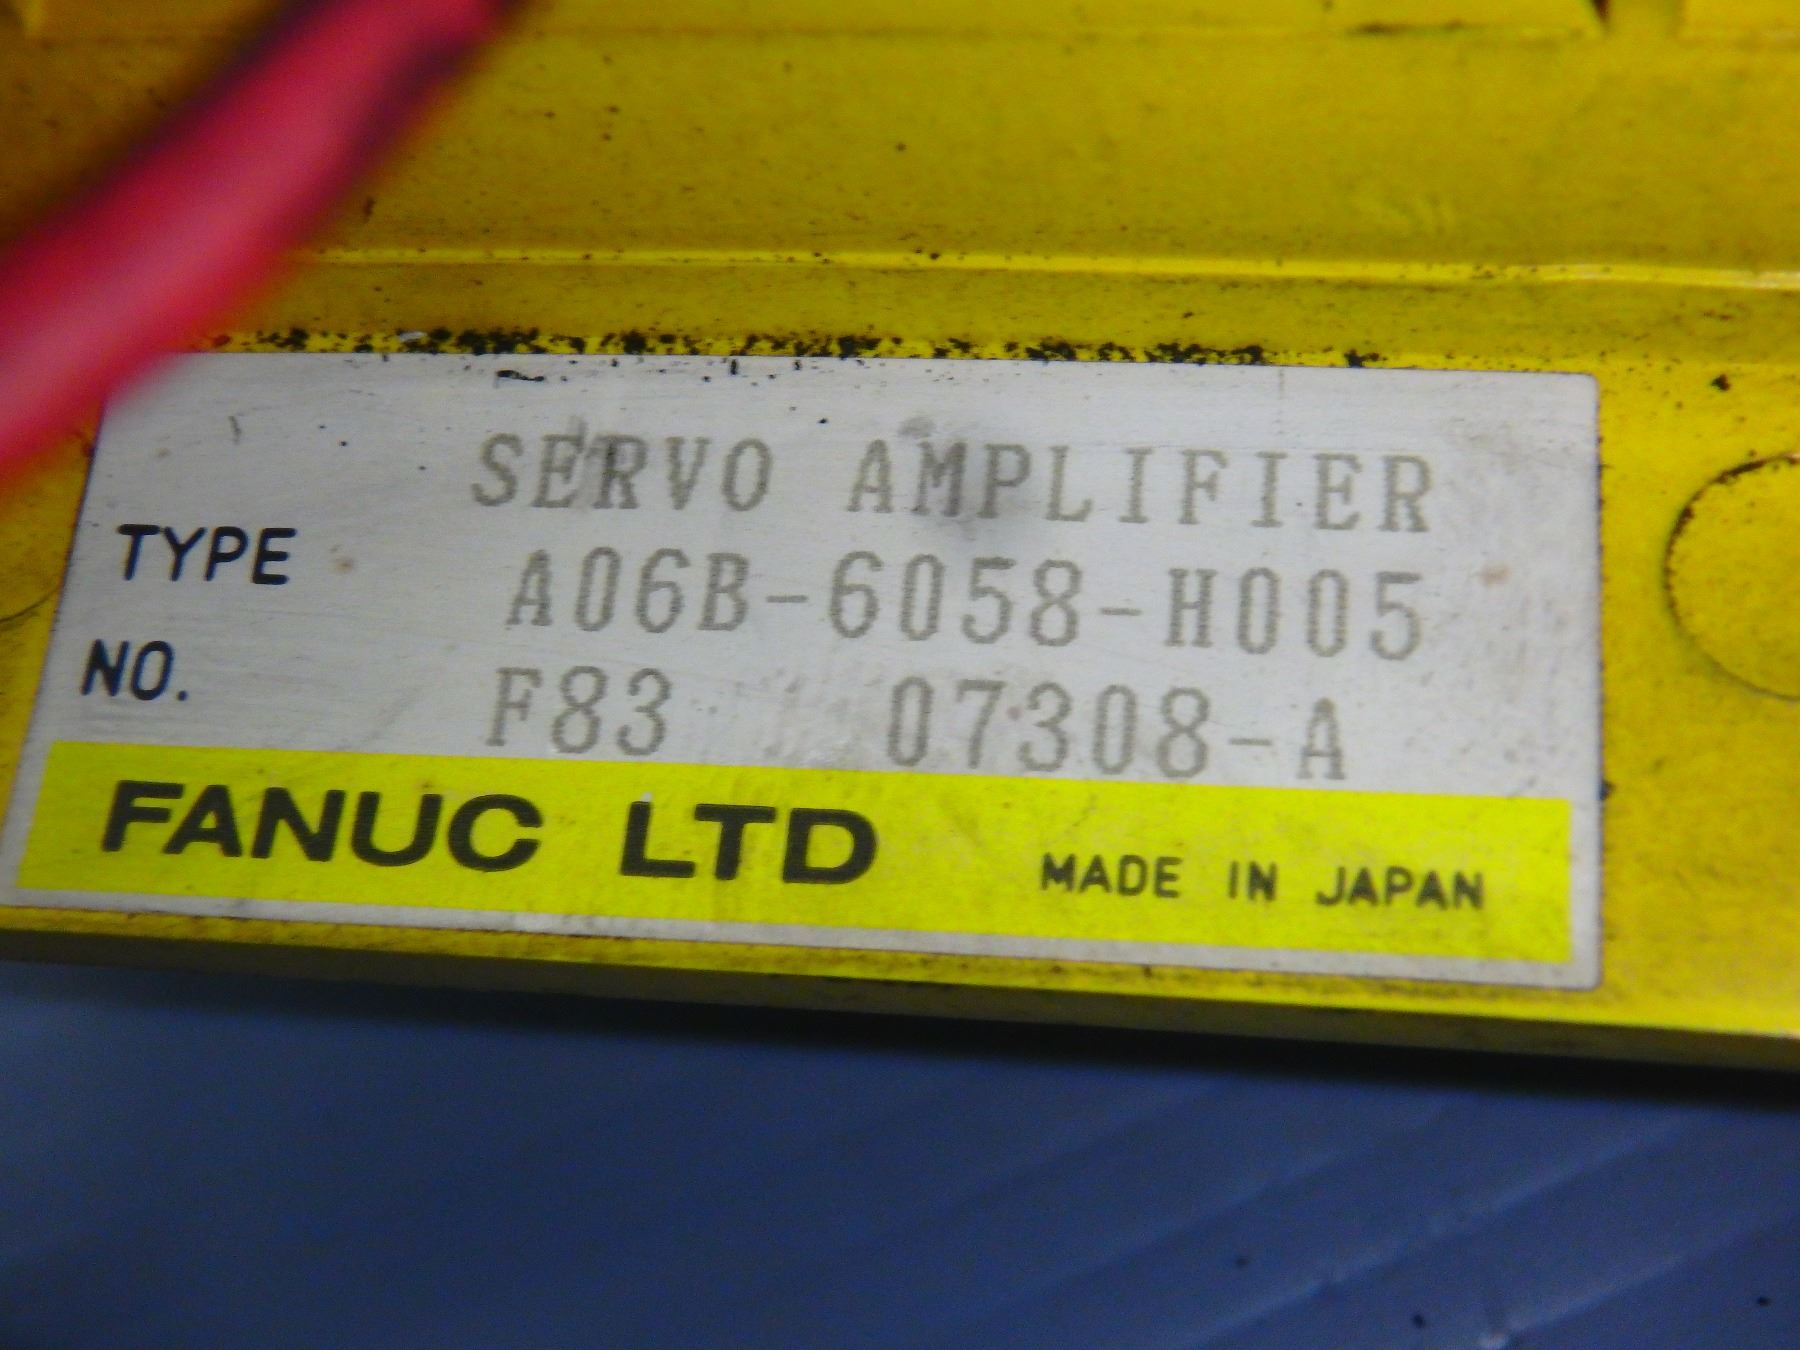 SERVO AMPLIFIER
TYPE A06B-6058-H005
NO. F83 07308-A
FANUC LTD MADE IN JAPAN